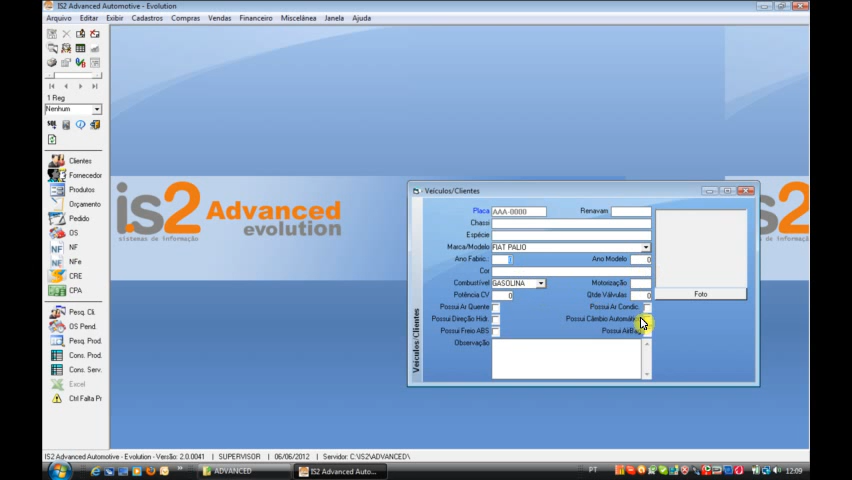 IS2 Advanced Automotive - Evolution
Arquivo Editar Exibir Cadastros Compras Vendas Financeiro Miscelânea Janela Ajuda
1 Reg
Nenhum
Clientes
Fornecedor
Produtos
Orçamento
Pedido
OS
NF
NFe
CRE
CPA
Pesq. Cli.
OS Pend.
Pesq. Prod.
Cons. Prod.
Cons. Serv.
Excel
Ctrl Falta Pr
is2 Advanced
evolution
sistemas de informação
Veículos/Clientes
Placa AAA-0000 Renavam
Chassi
Espécie
Marca/Modelo FIAT PALIO
Ano Fabric.: 0 Ano Modelo 0
Cor
Combustível GASOLINA Motorização
Potência CV 0 Qtde Válvulas 0
Possui Ar Quente Possui Ar Condic.
Possui Direção Hidr. Possui Câmbio Automátic
Possui Freio ABS Possui AirBag
Observação
Foto
Veículos/Clientes
IS2 Advanced Automotive - Evolution - Versão: 2.0.0041 | SUPERVISOR | 06/06/2012 | Servidor: C:\IS2\ADVANCED\
ADVANCED
IS2 Advanced Auto...
PT
12:09